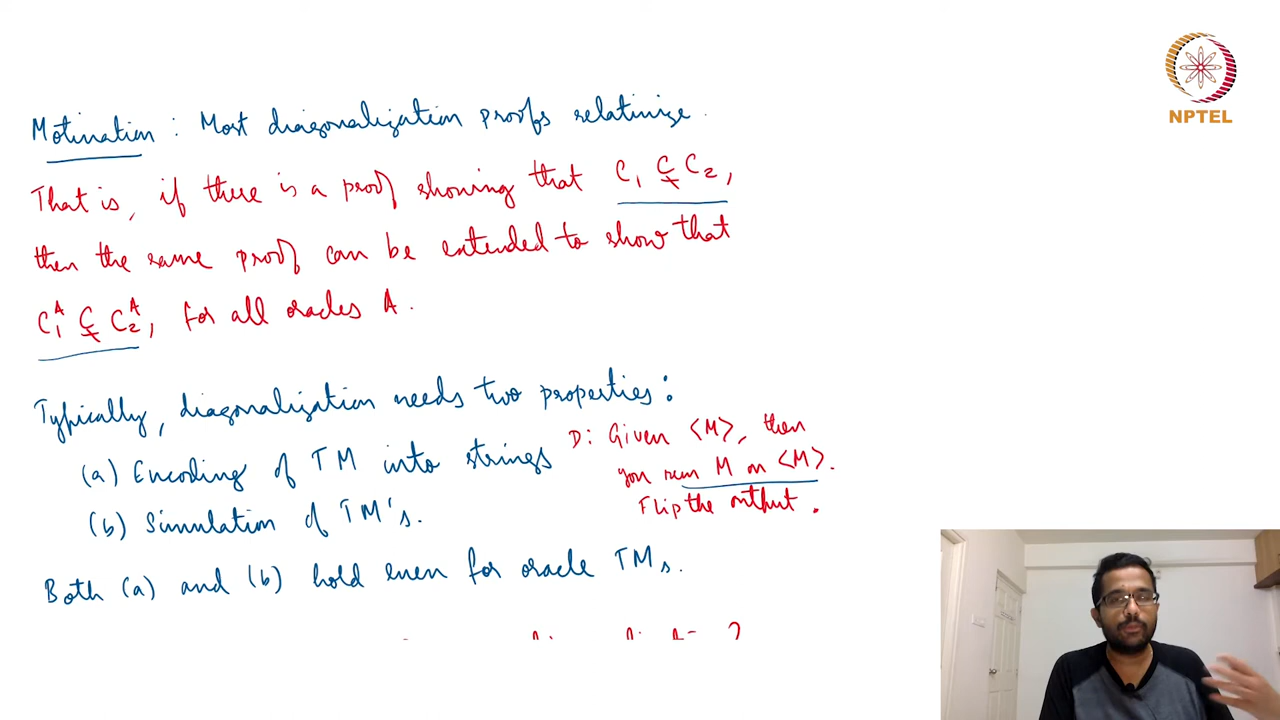 NPTEL
Motivation : Most diagonalization proofs relativize.
That is, if there is a proof showing that C₁ ⊊ C₂,
then the same proof can be extended to show that
C₁ᴬ ⊊ C₂ᴬ, for all oracles A.
Typically, diagonalization needs two properties:
(a) Encoding of TM into strings
(b) Simulation of TM's.
D: Given <M>, then
you run M on <M>.
Flip the output.
Both (a) and (b) hold even for oracle TMs.